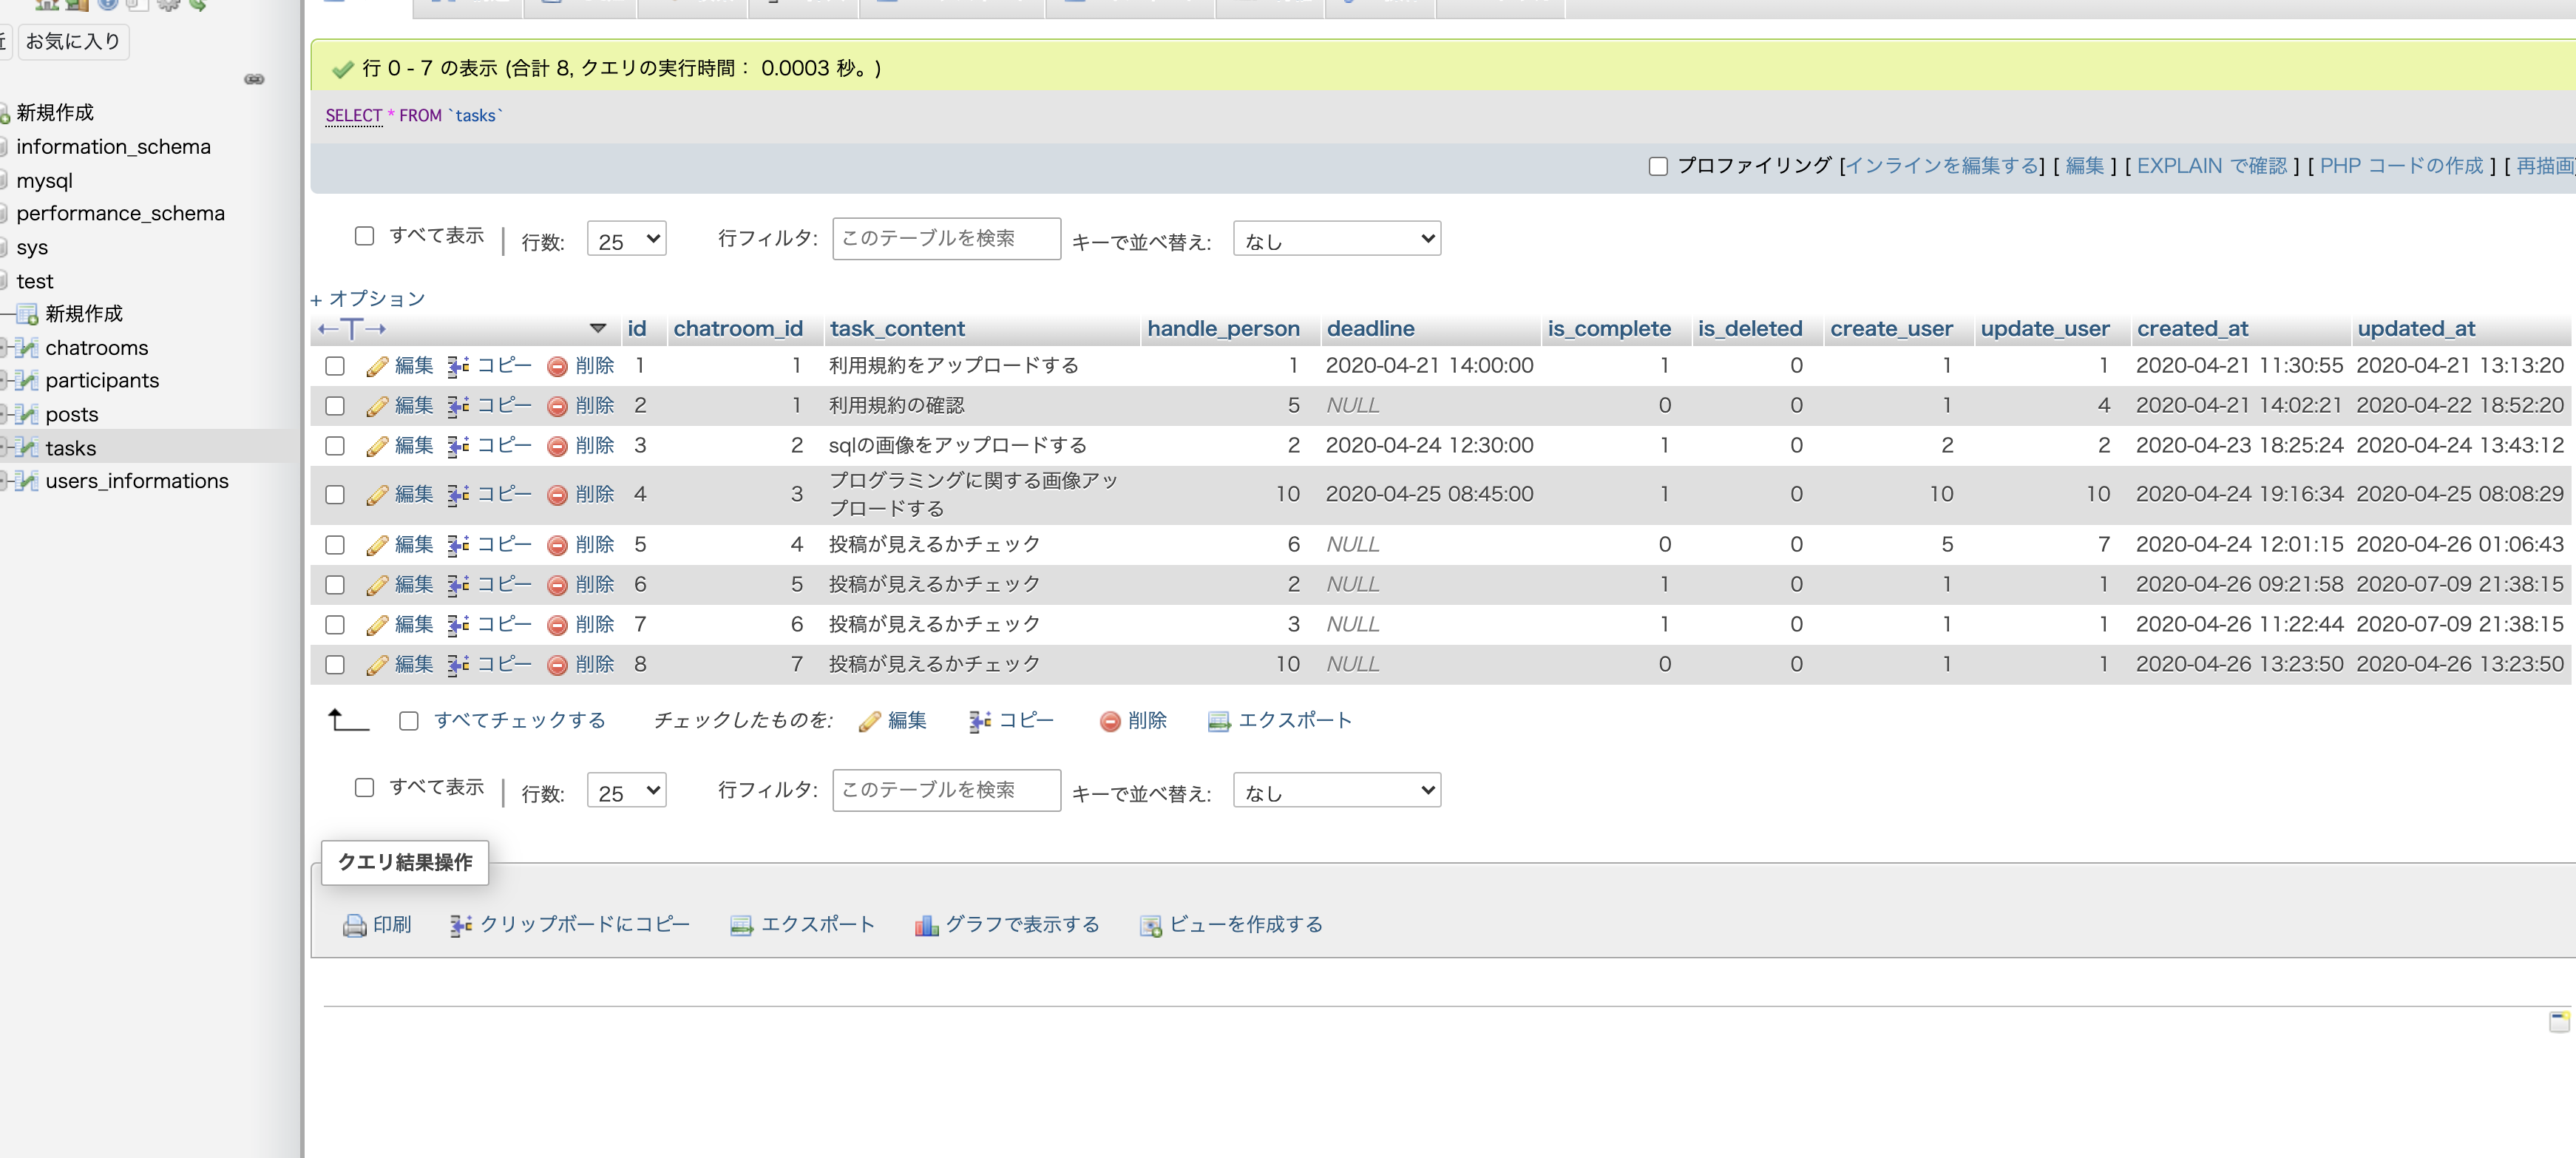 お気に入り
新規作成
information_schema
mysql
performance_schema
sys
test
新規作成
chatrooms
participants
posts
tasks
users_informations
行 0 - 7 の表示 (合計 8, クエリの実行時間： 0.0003 秒。)
SELECT * FROM `tasks`
プロファイリング [インラインを編集する] [ 編集 ] [ EXPLAIN で確認 ] [ PHP コードの作成 ] [ 再描画
すべて表示 | 行数: 25 行フィルタ: このテーブルを検索 キーで並べ替え: なし
+ オプション
←T→ id chatroom_id task_content handle_person deadline is_complete is_deleted create_user update_user created_at updated_at
編集 コピー 削除 1 1 利用規約をアップロードする 1 2020-04-21 14:00:00 1 0 1 1 2020-04-21 11:30:55 2020-04-21 13:13:20
編集 コピー 削除 2 1 利用規約の確認 5 NULL 0 0 1 4 2020-04-21 14:02:21 2020-04-22 18:52:20
編集 コピー 削除 3 2 sqlの画像をアップロードする 2 2020-04-24 12:30:00 1 0 2 2 2020-04-23 18:25:24 2020-04-24 13:43:12
編集 コピー 削除 4 3 プログラミングに関する画像アッ
プロードする 10 2020-04-25 08:45:00 1 0 10 10 2020-04-24 19:16:34 2020-04-25 08:08:29
編集 コピー 削除 5 4 投稿が見えるかチェック 6 NULL 0 0 5 7 2020-04-24 12:01:15 2020-04-26 01:06:43
編集 コピー 削除 6 5 投稿が見えるかチェック 2 NULL 1 0 1 1 2020-04-26 09:21:58 2020-07-09 21:38:15
編集 コピー 削除 7 6 投稿が見えるかチェック 3 NULL 1 0 1 1 2020-04-26 11:22:44 2020-07-09 21:38:15
編集 コピー 削除 8 7 投稿が見えるかチェック 10 NULL 0 0 1 1 2020-04-26 13:23:50 2020-04-26 13:23:50
すべてチェックする チェックしたものを: 編集 コピー 削除 エクスポート
すべて表示 | 行数: 25 行フィルタ: このテーブルを検索 キーで並べ替え: なし
クエリ結果操作
印刷 クリップボードにコピー エクスポート グラフで表示する ビューを作成する